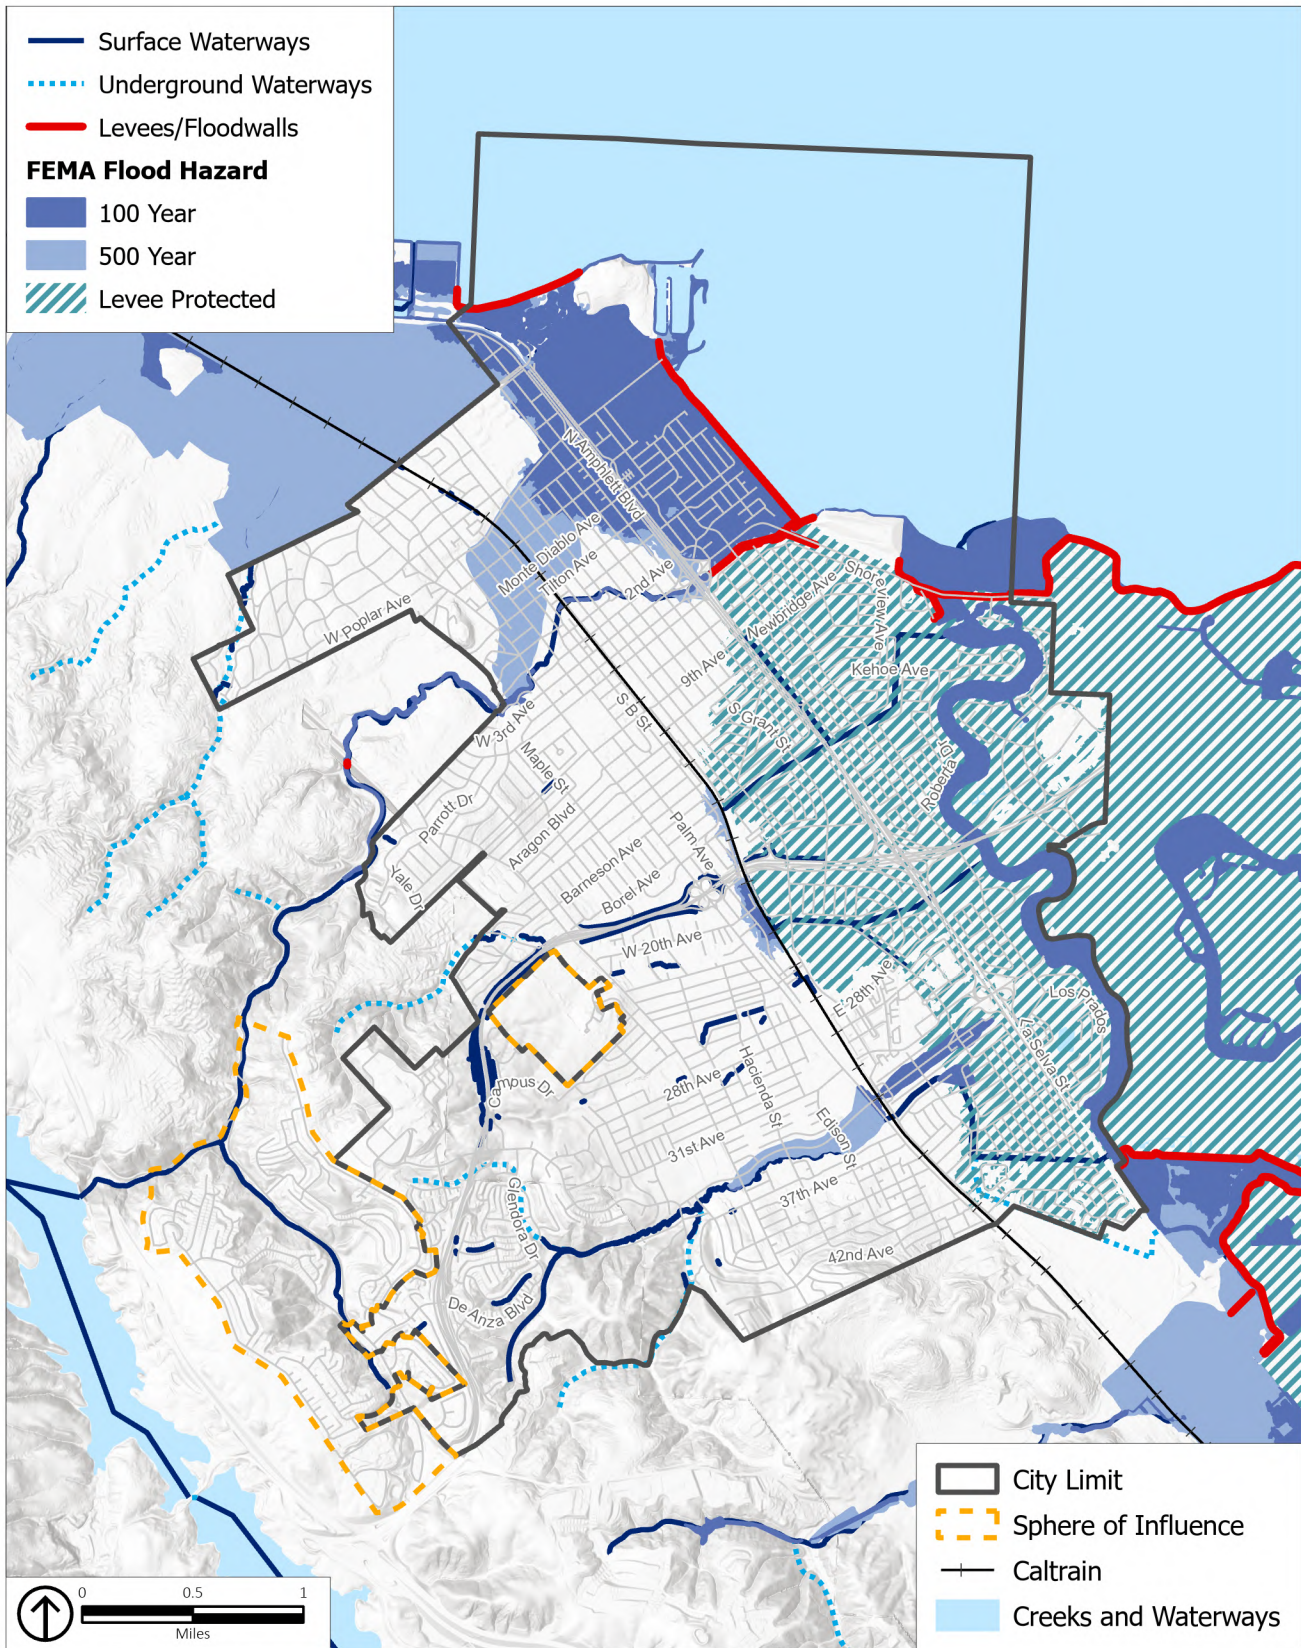 Surface Waterways
Underground Waterways
Levees/Floodwalls
FEMA Flood Hazard
100 Year
500 Year
Levee Protected
N Amphlett Blvd
Monte Diablo Ave
Tilton Ave
2nd Ave
W Poplar Ave
Newbridge Ave
Shoreview Ave
Kehoe Ave
9th Ave
S B St
S Grant St
W 3rd Ave
Maple St
Roberta Dr
Parrott Dr
Aragon Blvd
Palm Ave
Yale Dr
Barneson Ave
Borel Ave
W 20th Ave
E 28th Ave
Los Prados
La Selva St
Campus Dr
28th Ave
Hacienda St
Edison St
31st Ave
37th Ave
Glendora Dr
42nd Ave
De Anza Blvd
City Limit
Sphere of Influence
Caltrain
Creeks and Waterways
0 0.5 1
Miles